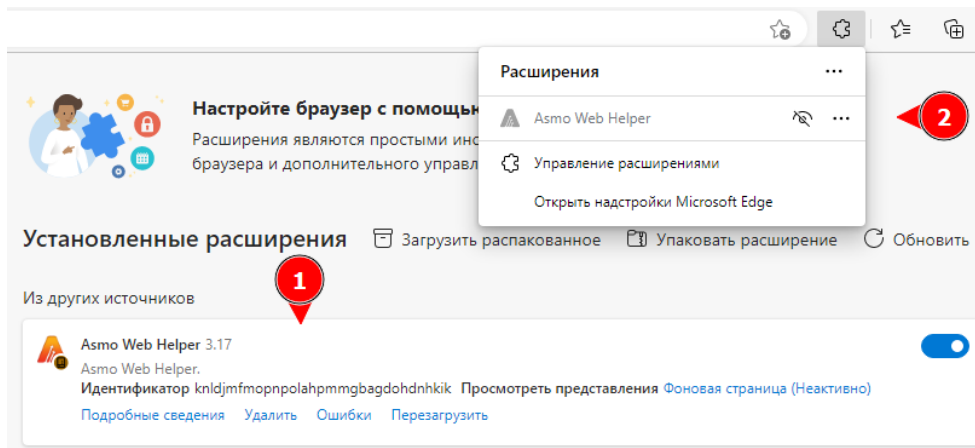 Расширения
Asmo Web Helper
2
Управление расширениями
Открыть надстройки Microsoft Edge
Настройте браузер с помощью
Расширения являются простыми инс
браузера и дополнительного управл
Установленные расширения Загрузить распакованное Упаковать расширение Обновить
1
Из других источников
Asmo Web Helper 3.17
Asmo Web Helper.
Идентификатор knldjmfmopnpolahpmmgbagdohdnhkik Просмотреть представления Фоновая страница (Неактивно)
Подробные сведения Удалить Ошибки Перезагрузить